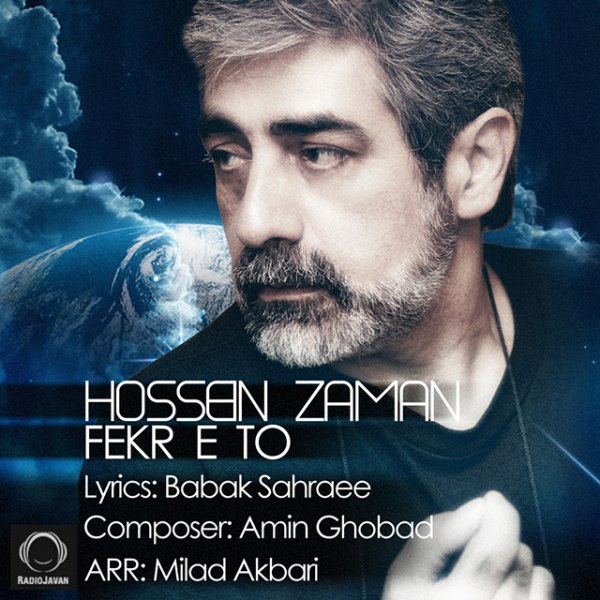 HOSSEIN ZAMAN
FEKR E TO
Lyrics: Babak Sahraee
Composer: Amin Ghobad
ARR: Milad Akbari
RADIOJAVAN